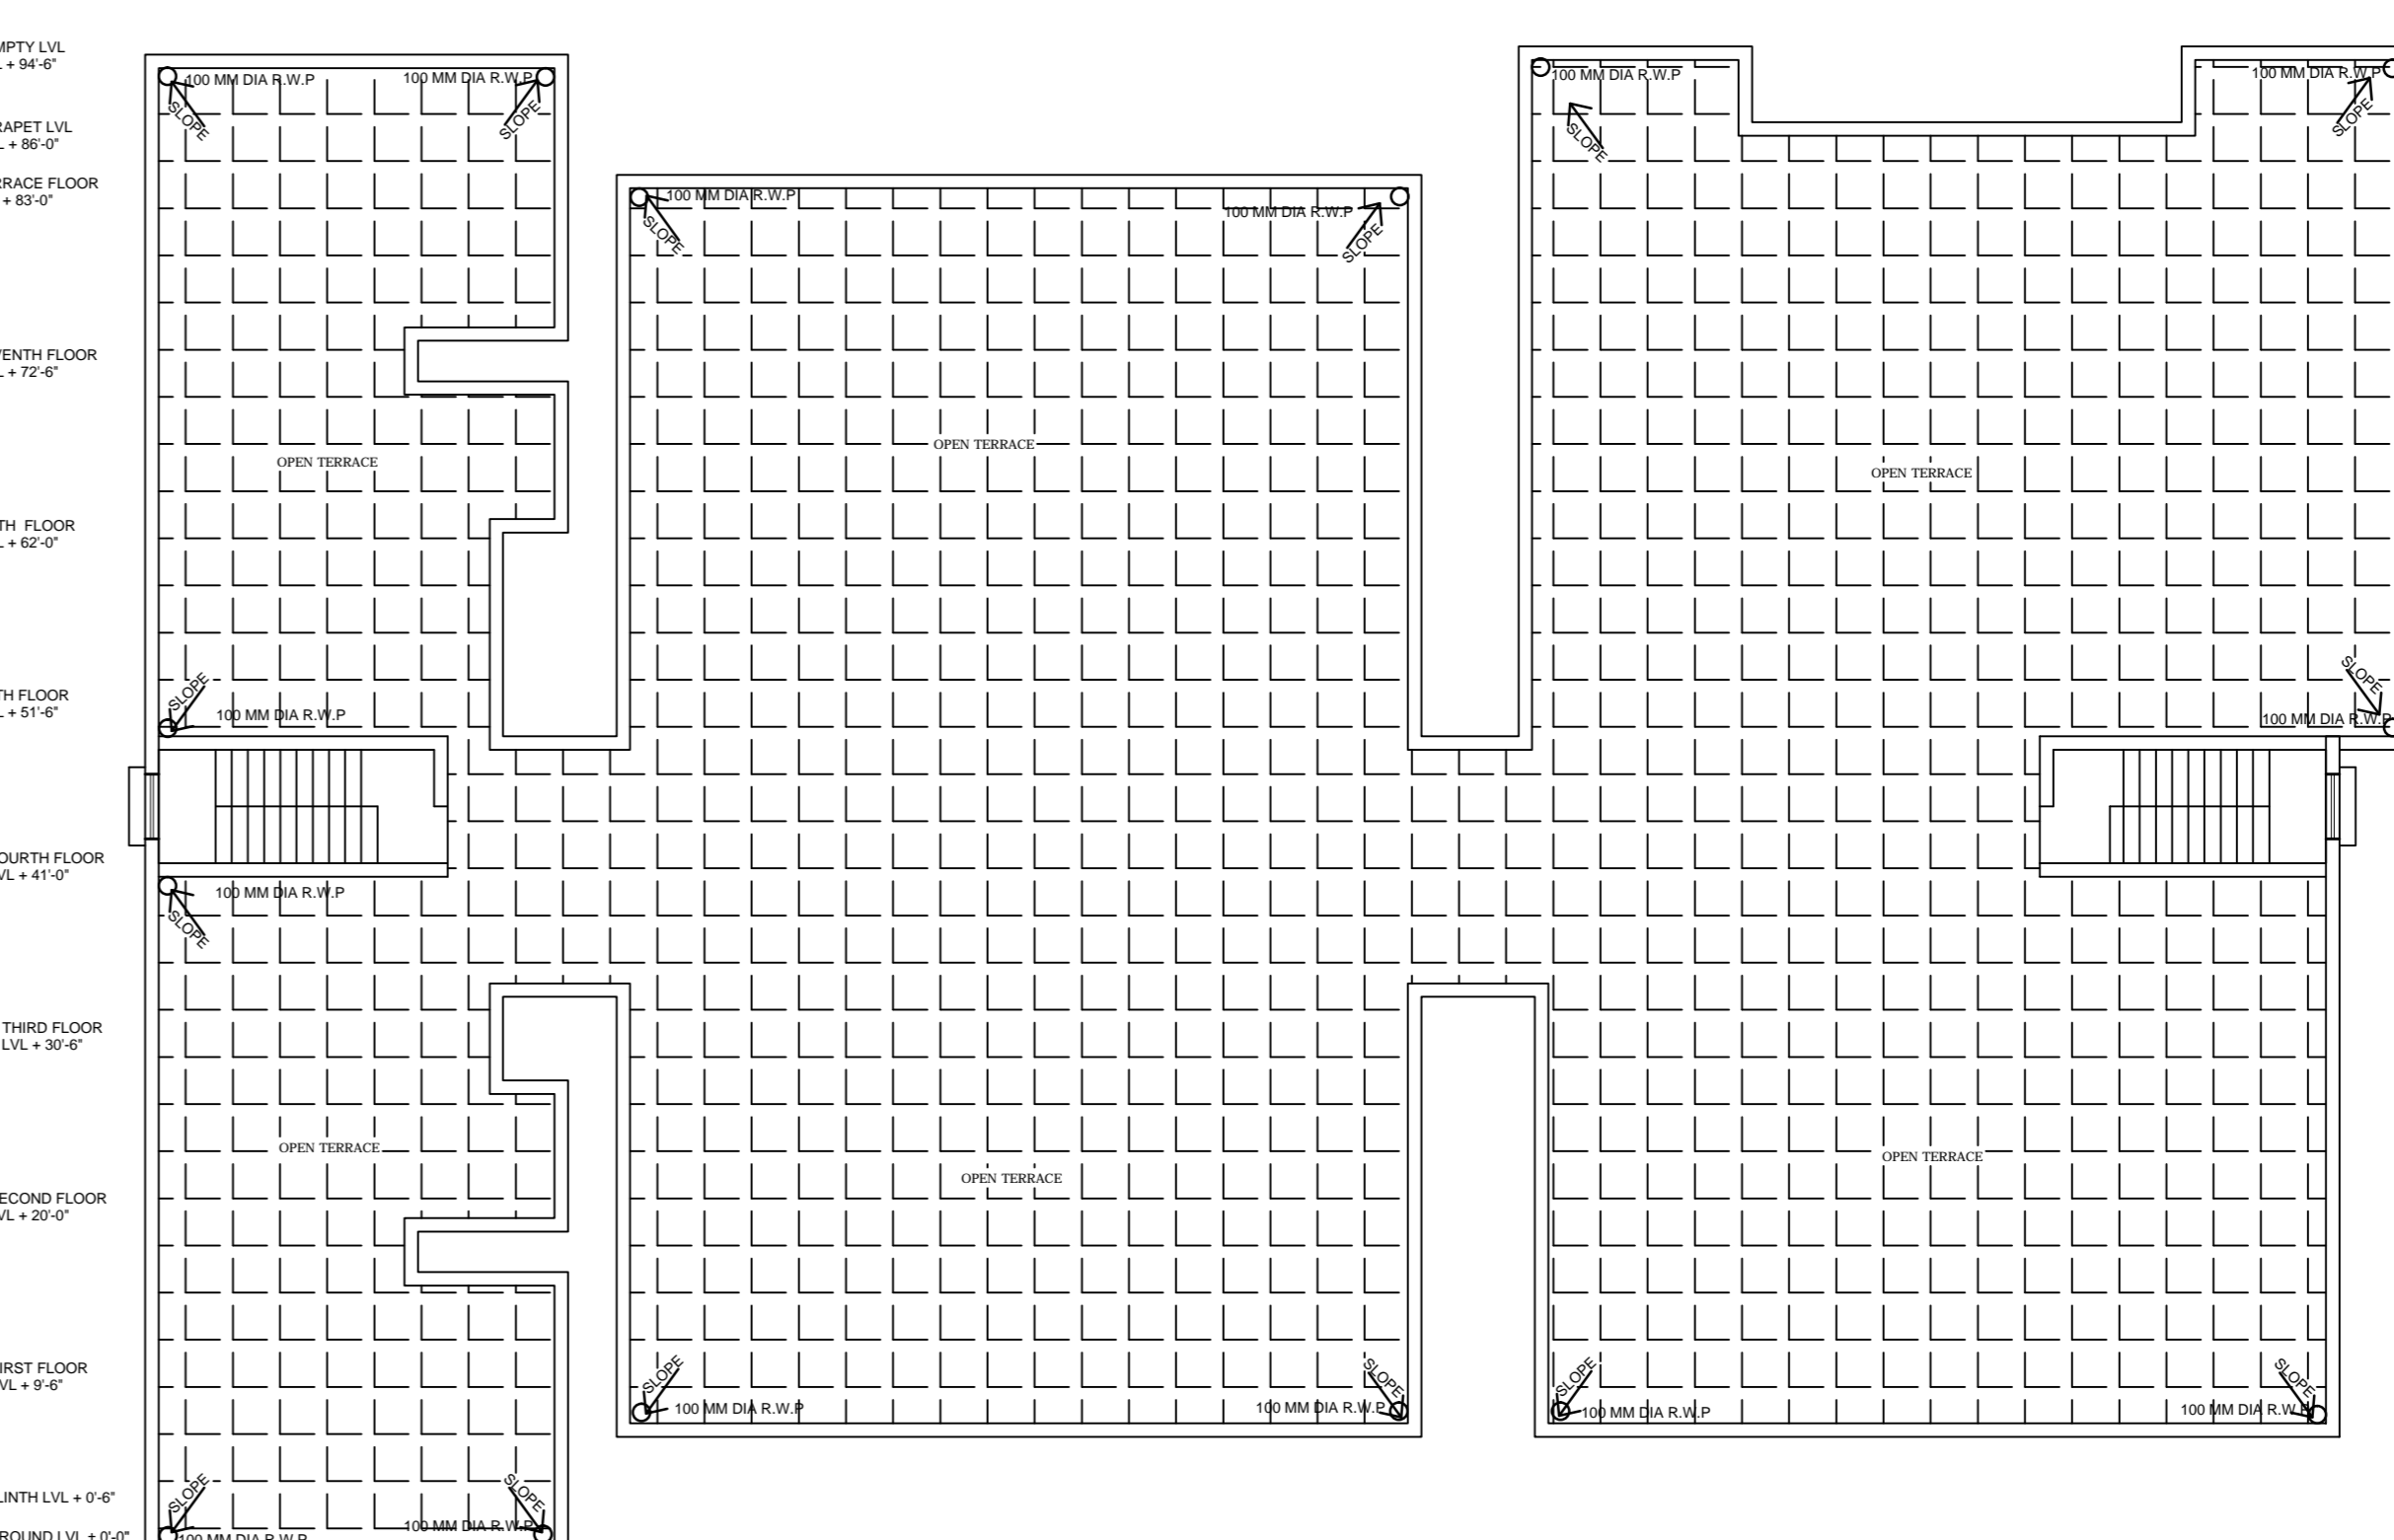 MPTY LVL
L + 94'-6"
RAPET LVL
L + 86'-0"
RRACE FLOOR
+ 83'-0"
VENTH FLOOR
L + 72'-6"
TH FLOOR
L + 62'-0"
TH FLOOR
L + 51'-6"
OURTH FLOOR
VL + 41'-0"
THIRD FLOOR
LVL + 30'-6"
ECOND FLOOR
VL + 20'-0"
IRST FLOOR
VL + 9'-6"
LINTH LVL + 0'-6"
ROUND LVL + 0'-0"
100 MM DIA R.W.P
SLOPE
100 MM DIA R.W.P
SLOPE
OPEN TERRACE
SLOPE
100 MM DIA R.W.P
100 MM DIA R.W.P
SLOPE
OPEN TERRACE
SLOPE
100 MM DIA R.W.P
SLOPE
100 MM DIA R.W.P
100 MM DIA R.W.P
SLOPE
100 MM DIA R.W.P
SLOPE
OPEN TERRACE
OPEN TERRACE
SLOPE
100 MM DIA R.W.P
SLOPE
100 MM DIA R.W.P
100 MM DIA R.W.P
SLOPE
100 MM DIA R.W.P
SLOPE
OPEN TERRACE
SLOPE
100 MM DIA R.W.P
OPEN TERRACE
SLOPE
100 MM DIA R.W.P
SLOPE
100 MM DIA R.W.P